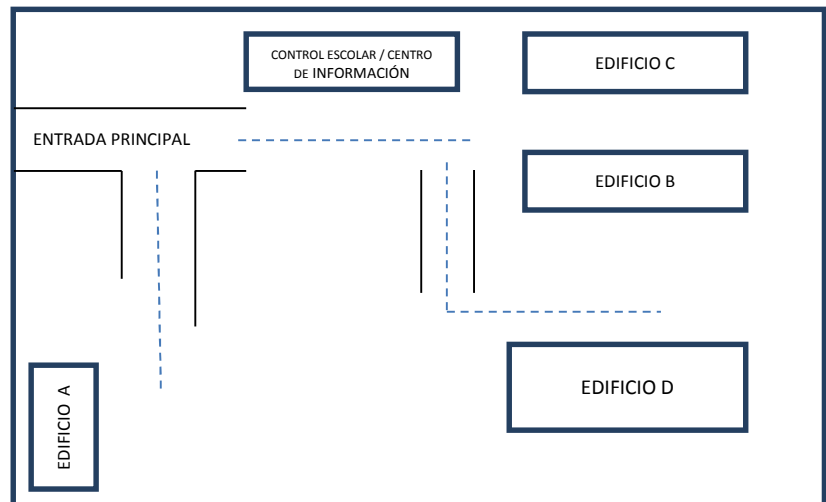 CONTROL ESCOLAR / CENTRO
DE INFORMACIÓN
EDIFICIO C
ENTRADA PRINCIPAL
EDIFICIO B
EDIFICIO A
EDIFICIO D